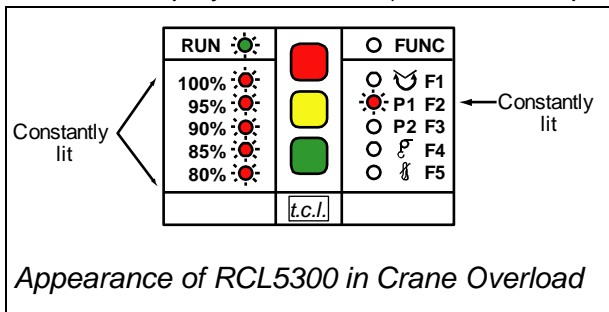 RUN FUNC
100% F1
95% P1 F2
90% P2 F3
85% F4
80% F5
Constantly
lit
Constantly
lit
t.c.l.
Appearance of RCL5300 in Crane Overload